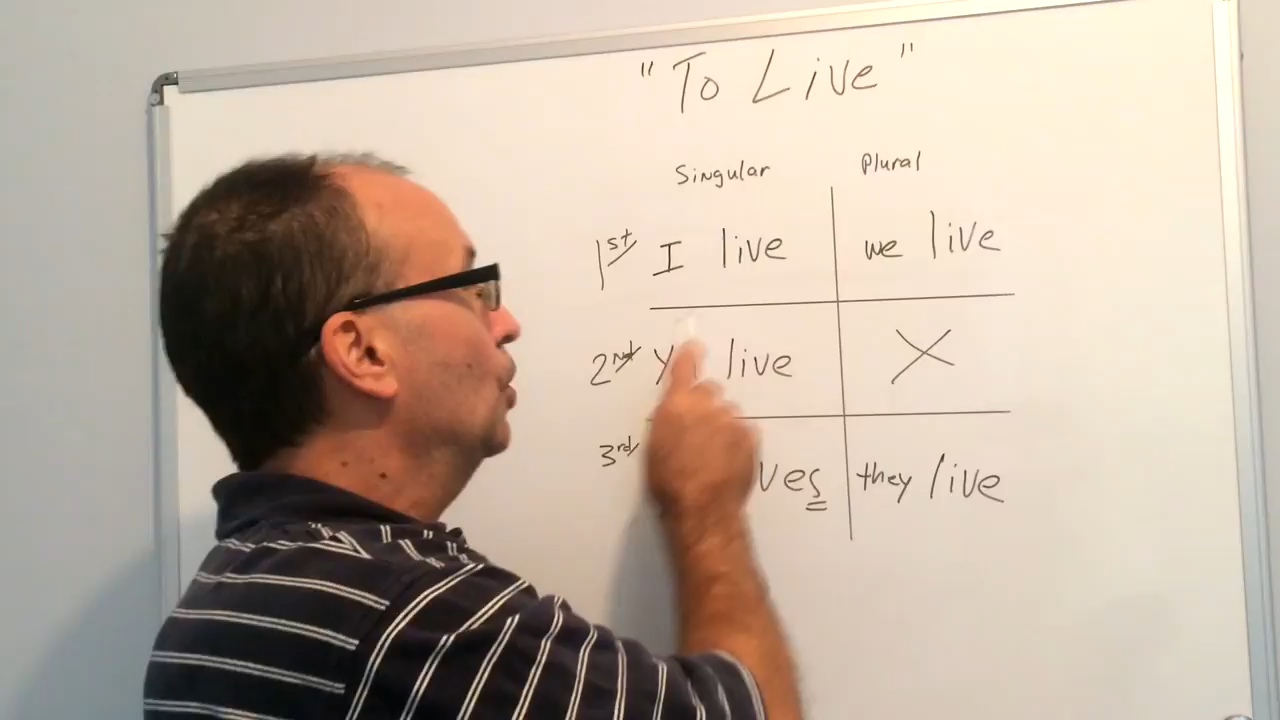 "To Live"
Singular Plural
1st I live we live
2nd live X
3rd they live